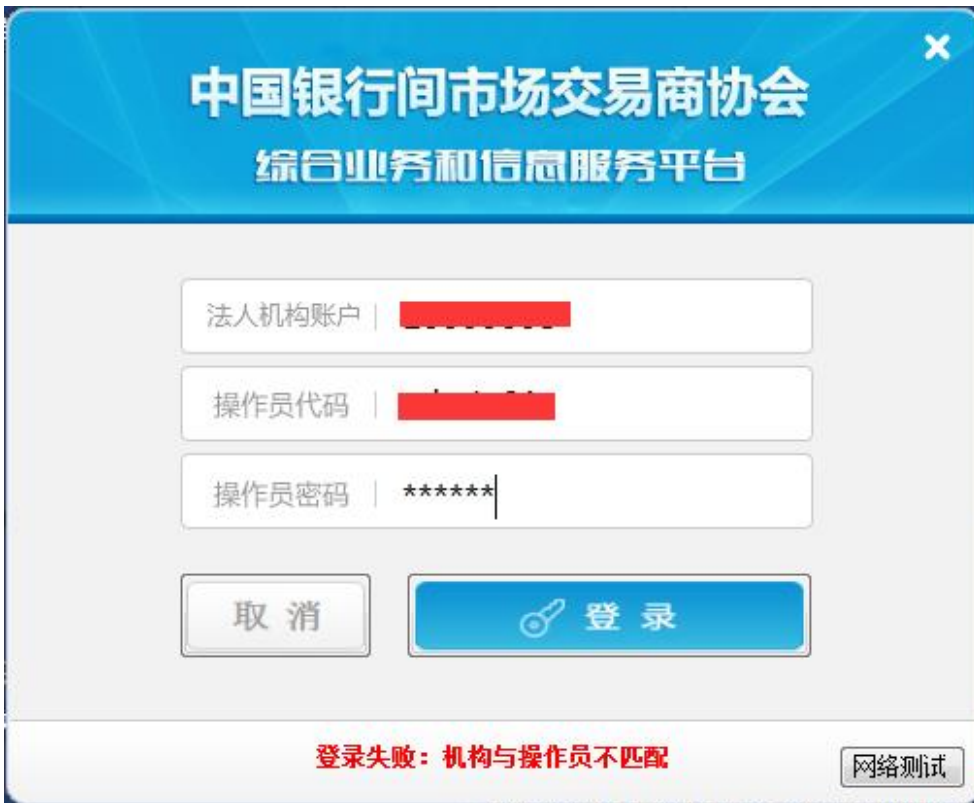 中国银行间市场交易商协会
综合业务和信息服务平台
法人机构账户
操作员代码
操作员密码 ******
取消 登录
登录失败：机构与操作员不匹配
网络测试